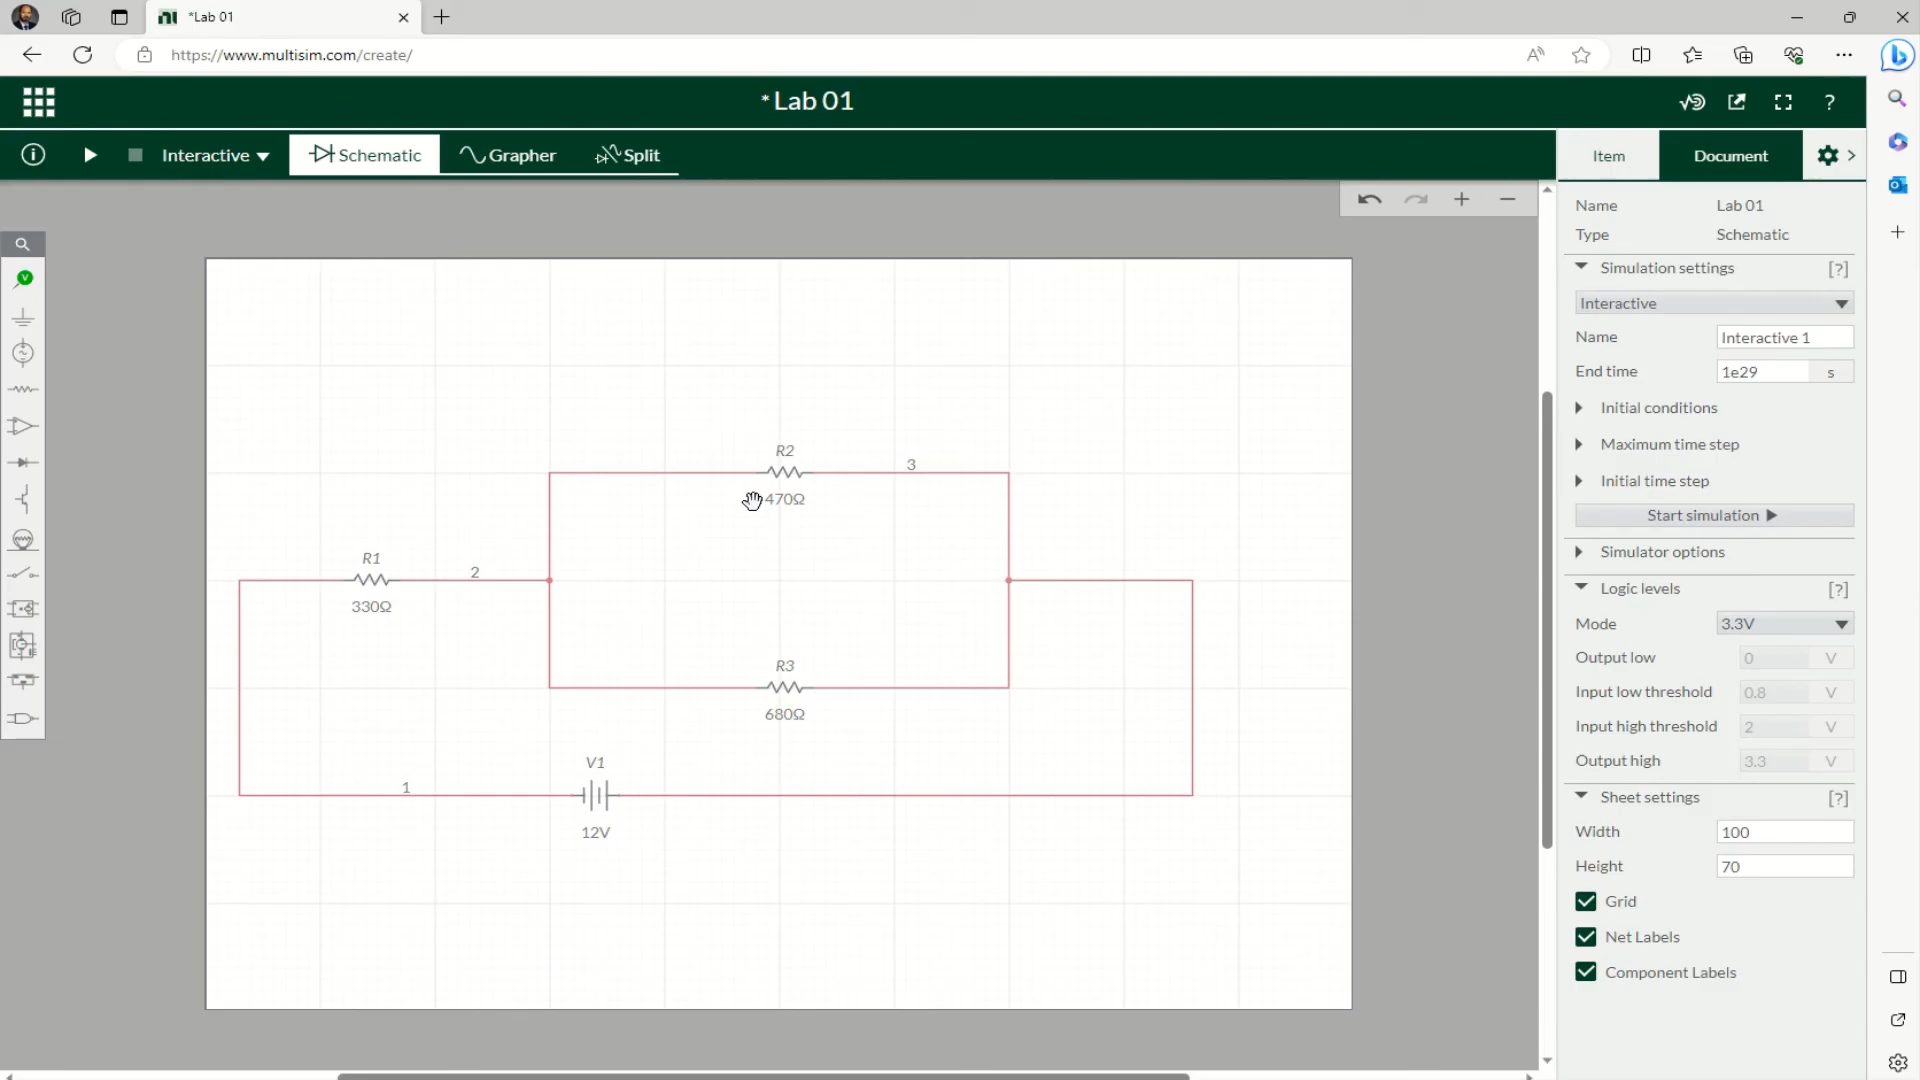 *Lab 01
https://www.multisim.com/create/
* Lab 01
?
Interactive
Schematic
Grapher
Split
Item
Document
Name Lab 01
Type Schematic
Simulation settings [?]
Interactive
Name Interactive 1
End time 1e29 s
Initial conditions
Maximum time step
Initial time step
Start simulation
Simulator options
Logic levels [?]
Mode 3.3V
Output low 0 V
Input low threshold 0.8 V
Input high threshold 2 V
Output high 3.3 V
Sheet settings [?]
Width 100
Height 70
Grid
Net Labels
Component Labels
R2
3
470Ω
R1
2
330Ω
R3
680Ω
V1
1
12V